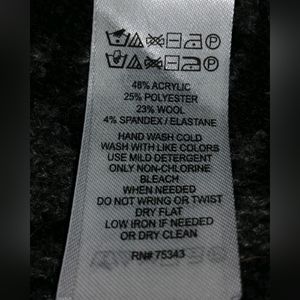 48% ACRYLIC
25% POLYESTER
23% WOOL
4% SPANDEX / ELASTANE
HAND WASH COLD
WASH WITH LIKE COLORS
USE MILD DETERGENT
ONLY NON-CHLORINE
BLEACH
WHEN NEEDED
DO NOT WRING OR TWIST
DRY FLAT
LOW IRON IF NEEDED
OR DRY CLEAN
RN# 75343